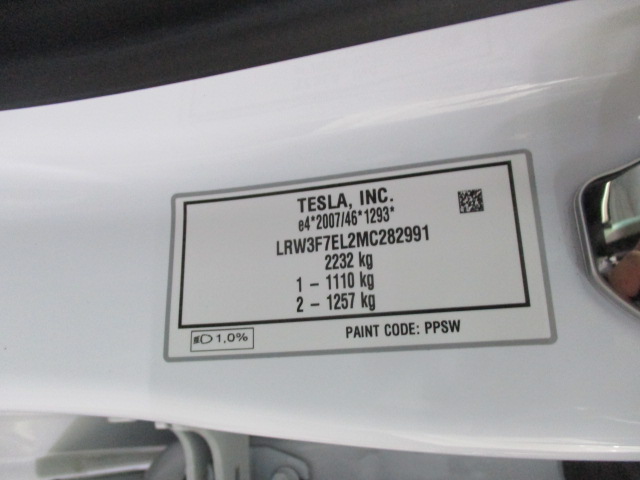 TESLA, INC.
e4*2007/46*1293*
LRW3F7EL2MC282991
2232 kg
1 – 1110 kg
2 – 1257 kg
1,0%
PAINT CODE: PPSW